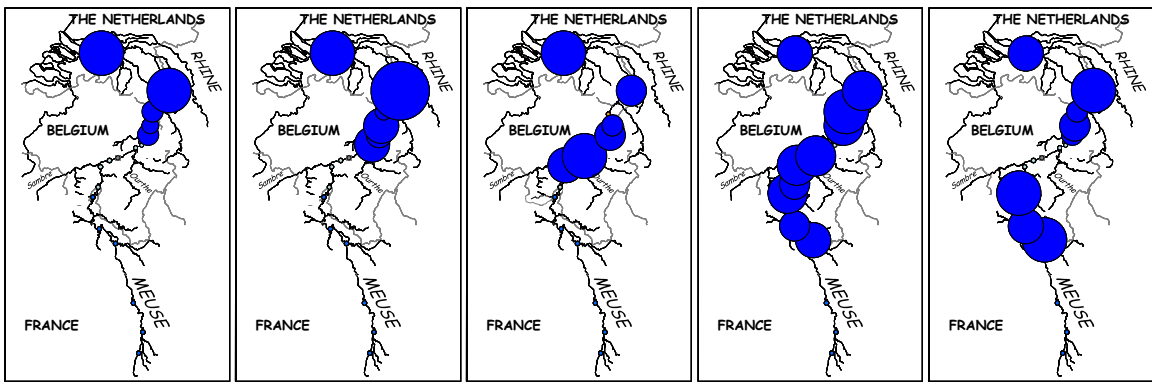 THE NETHERLANDS
RHINE
BELGIUM
Sambre
Ourthe
MEUSE
FRANCE
THE NETHERLANDS
RHINE
BELGIUM
Sambre
Ourthe
MEUSE
FRANCE
THE NETHERLANDS
RHINE
BELGIUM
Sambre
Ourthe
MEUSE
FRANCE
THE NETHERLANDS
RHINE
BELGIUM
Sambre
Ourthe
MEUSE
FRANCE
THE NETHERLANDS
RHINE
BELGIUM
Sambre
Ourthe
MEUSE
FRANCE